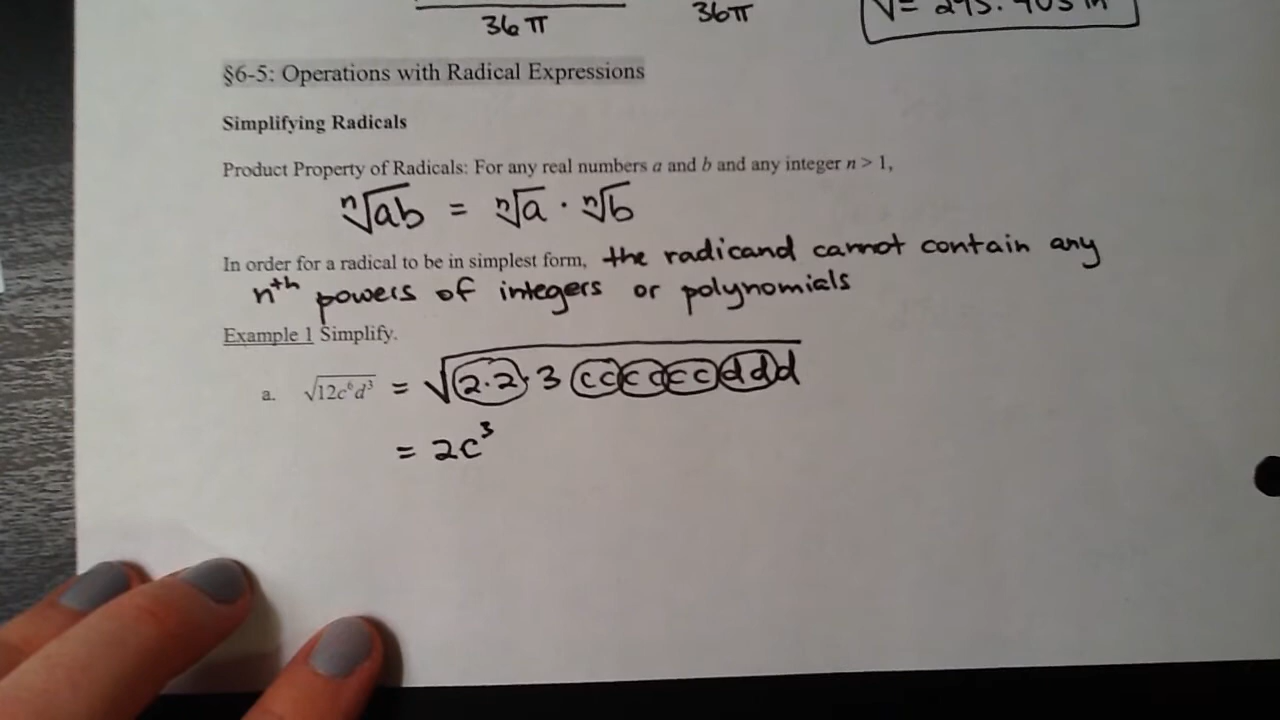 36π 36π V= 295.405 in
§6-5: Operations with Radical Expressions
Simplifying Radicals
Product Property of Radicals: For any real numbers a and b and any integer n > 1,
ⁿ√ab = ⁿ√a · ⁿ√b
In order for a radical to be in simplest form, the radicand cannot contain any
nᵗʰ powers of integers or polynomials
Example 1 Simplify.
a. √12c⁶d³ = √2·2·3 cccccc ddd
= 2c³